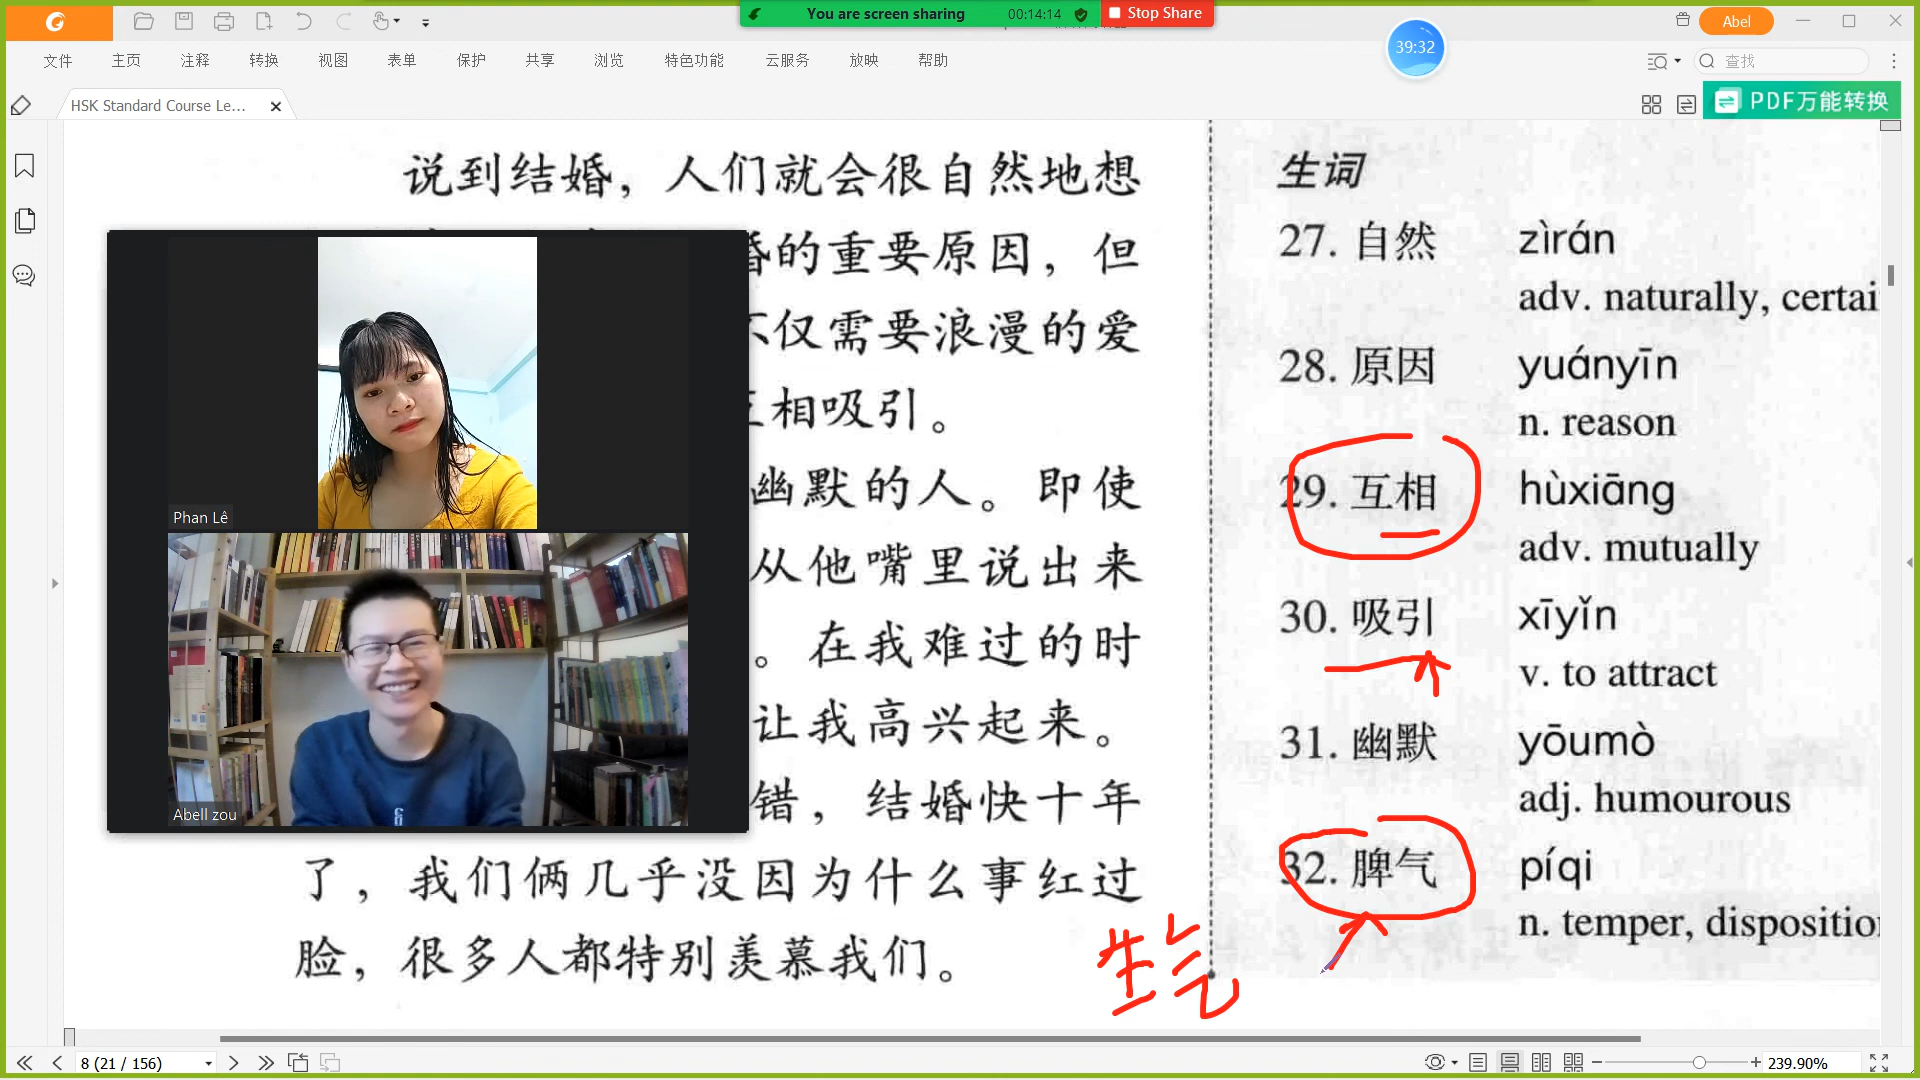 You are screen sharing
00:14:14
Stop Share
Abel
文件
主页
注释
转换
视图
表单
保护
共享
浏览
特色功能
云服务
放映
帮助
39:32
查找
HSK Standard Course Le...
PDF万能转换
说到结婚，人们就会很自然地想
的重要原因，但
不仅需要浪漫的爱
互相吸引。
幽默的人。即使
从他嘴里说出来
。在我难过的时
让我高兴起来。
错，结婚快十年
了，我们俩几乎没因为什么事红过
脸，很多人都特别羡慕我们。
生气
生词
27. 自然 zìrán
adv. naturally, certai
28. 原因 yuányīn
n. reason
29. 互相 hùxiāng
adv. mutually
30. 吸引 xīyǐn
v. to attract
31. 幽默 yōumò
adj. humourous
32. 脾气 píqi
n. temper, dispositio
Phan Lê
Abell zou
8 (21 / 156)
239.90%